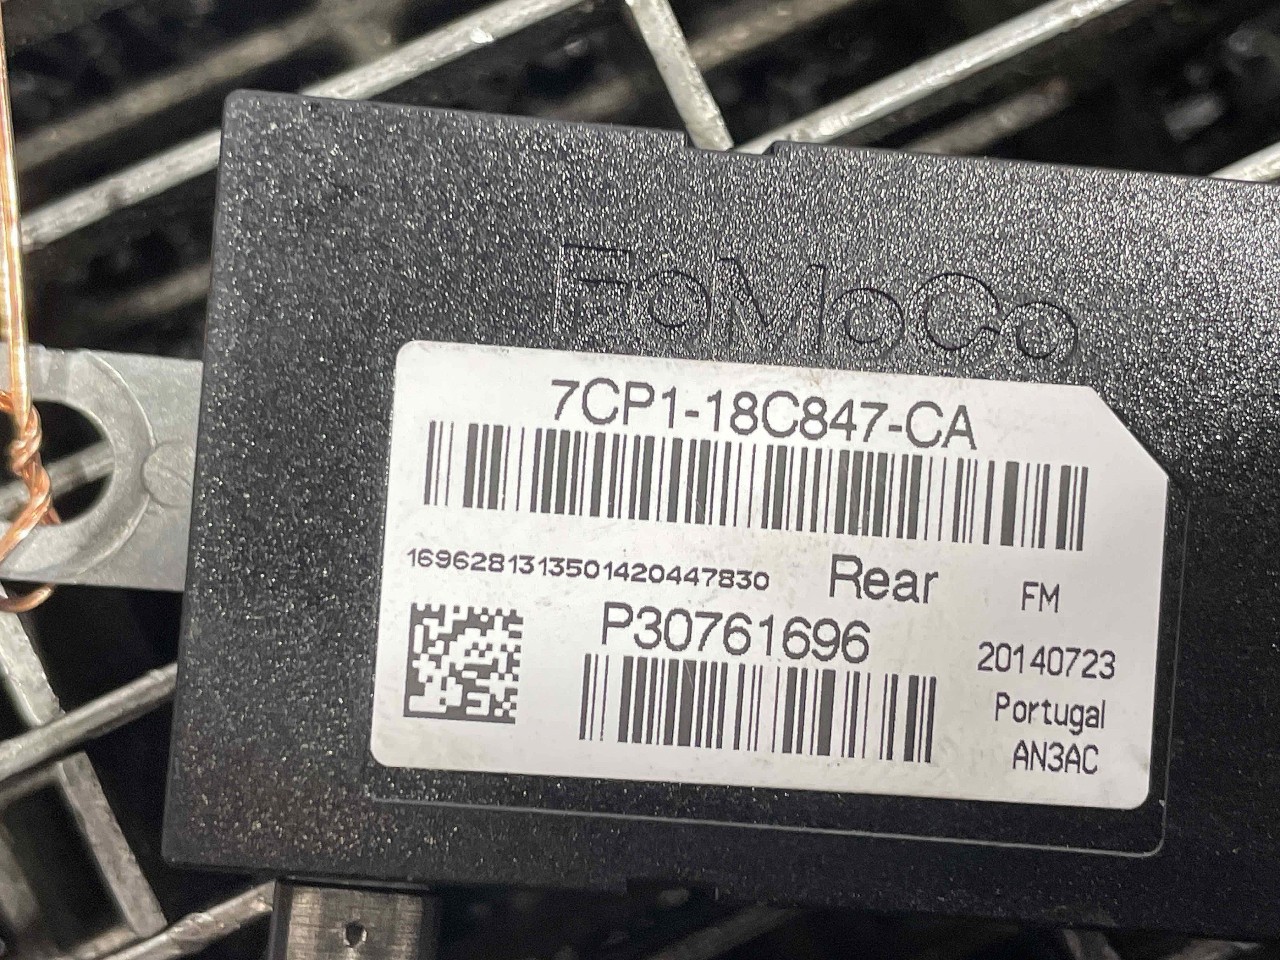 FoMoCo
7CP1-18C847-CA
1696281313501420447830 Rear FM
P30761696
20140723
Portugal
AN3AC